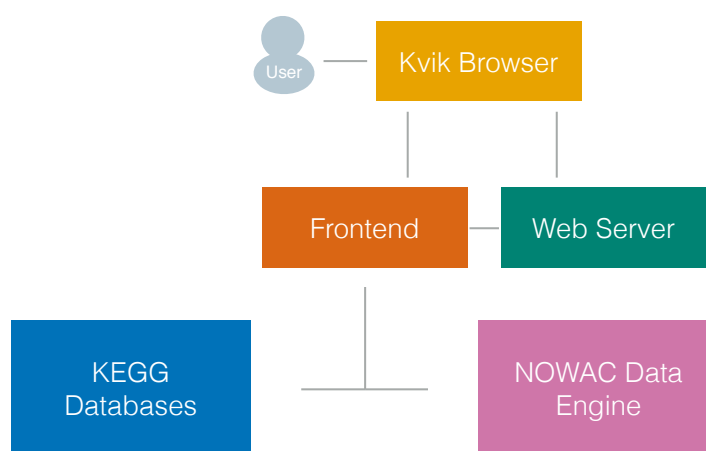 User
Kvik Browser
Frontend
Web Server
KEGG
Databases
NOWAC Data
Engine